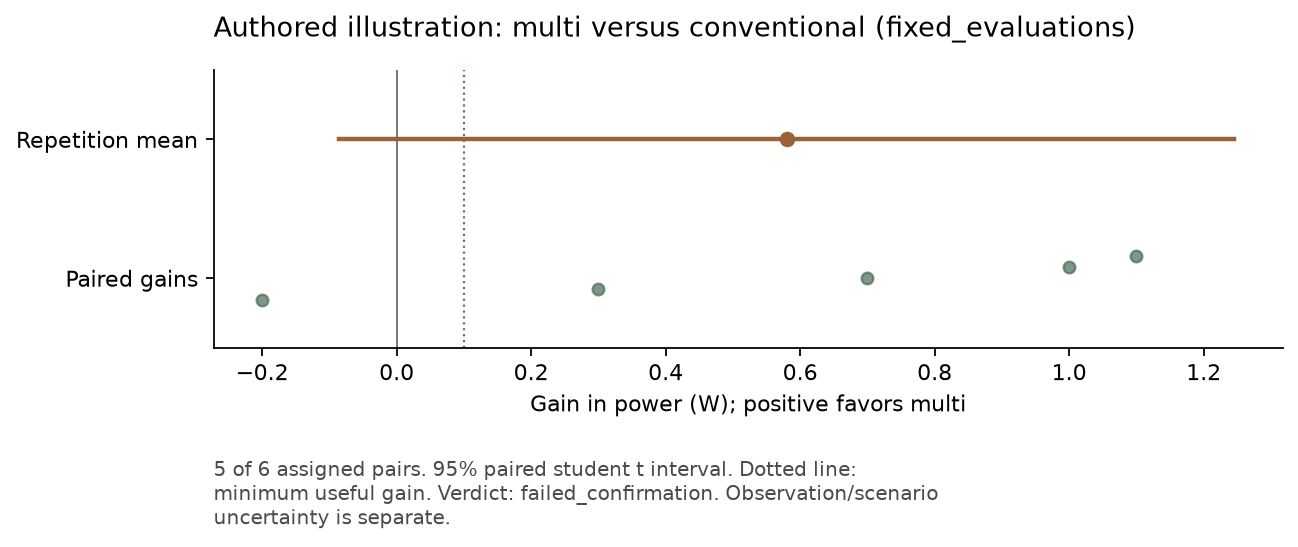 Authored illustration: multi versus conventional (fixed_evaluations)
Repetition mean
Paired gains
−0.2 0.0 0.2 0.4 0.6 0.8 1.0 1.2
Gain in power (W); positive favors multi
5 of 6 assigned pairs. 95% paired student t interval. Dotted line:
minimum useful gain. Verdict: failed_confirmation. Observation/scenario
uncertainty is separate.